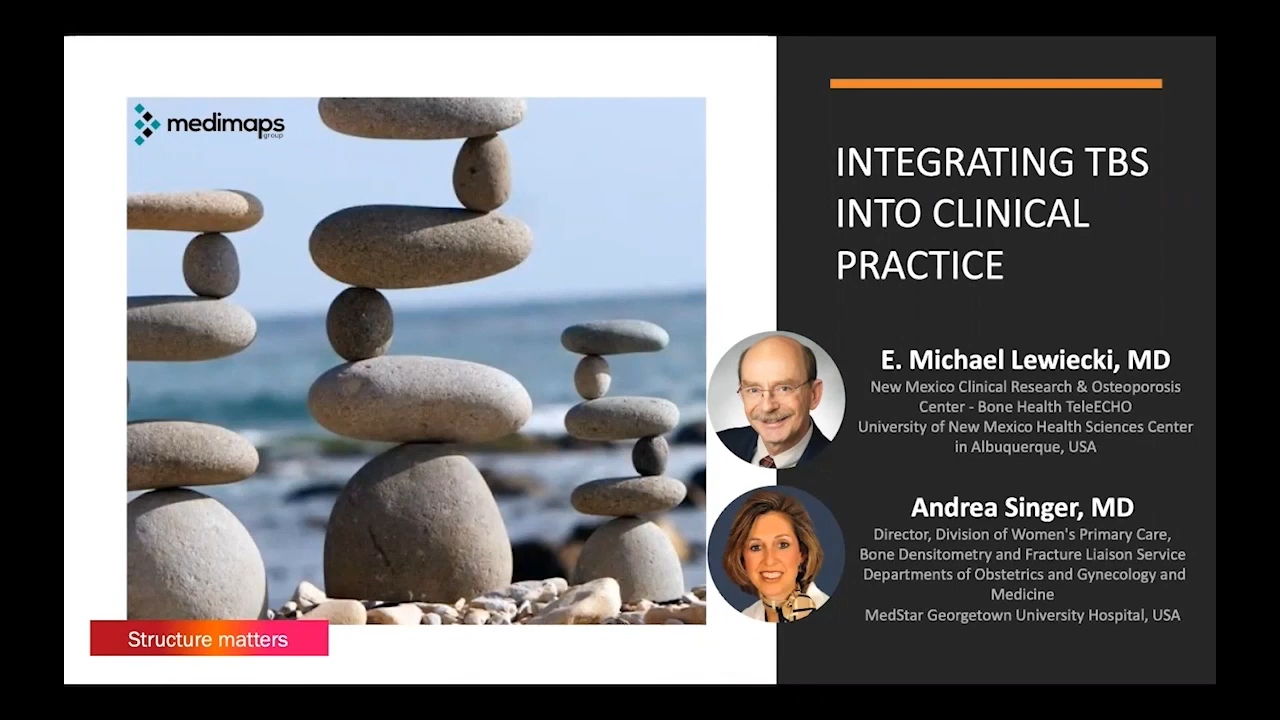 medimaps
group
INTEGRATING TBS
INTO CLINICAL
PRACTICE
E. Michael Lewiecki, MD
New Mexico Clinical Research & Osteoporosis
Center - Bone Health TeleECHO
University of New Mexico Health Sciences Center
in Albuquerque, USA
Andrea Singer, MD
Director, Division of Women's Primary Care,
Bone Densitometry and Fracture Liaison Service
Departments of Obstetrics and Gynecology and
Medicine
MedStar Georgetown University Hospital, USA
Structure matters